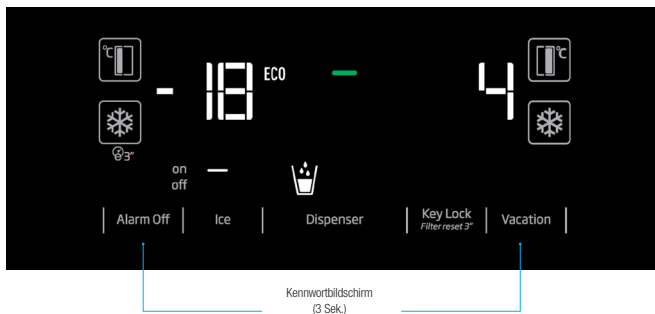 °C
-18 ECO
4
°C
3"
on
off
Alarm Off
Ice
Dispenser
Key Lock
Filter reset 3"
Vacation
Kennwortbildschirm
(3 Sek.)